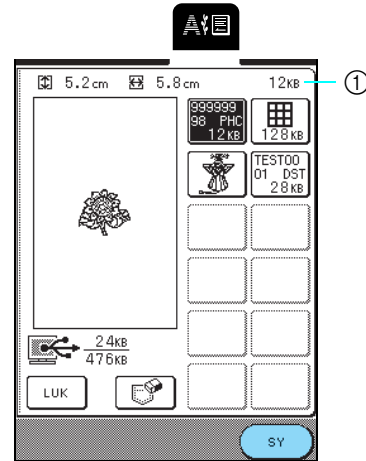 A
5.2cm 5.8cm 12KB ①
999999
98 PHC
12KB
128KB
TEST00
01 DST
28KB
24KB
476KB
LUK
SY